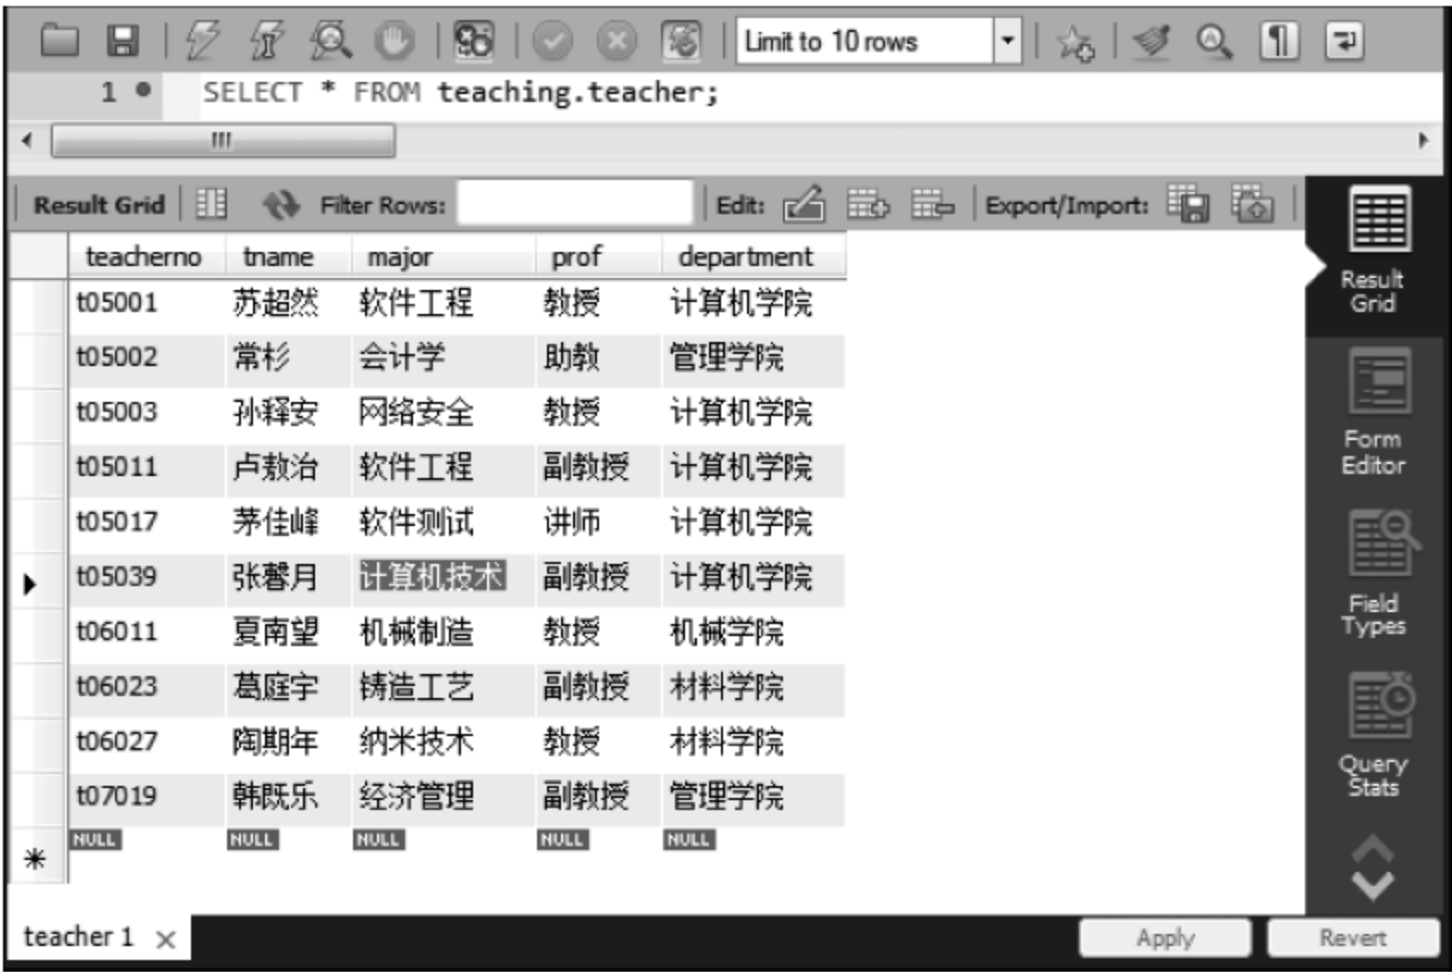 Limit to 10 rows
1 SELECT * FROM teaching.teacher;
Result Grid Filter Rows: Edit: Export/Import:
teacherno tname major prof department
t05001 苏超然 软件工程 教授 计算机学院
t05002 常杉 会计学 助教 管理学院
t05003 孙释安 网络安全 教授 计算机学院
t05011 卢敖治 软件工程 副教授 计算机学院
t05017 茅佳峰 软件测试 讲师 计算机学院
t05039 张馨月 计算机技术 副教授 计算机学院
t06011 夏南望 机械制造 教授 机械学院
t06023 葛庭宇 铸造工艺 副教授 材料学院
t06027 陶期年 纳米技术 教授 材料学院
t07019 韩既乐 经济管理 副教授 管理学院
NULL NULL NULL NULL NULL
Result
Grid
Form
Editor
Field
Types
Query
Stats
teacher 1 Apply Revert